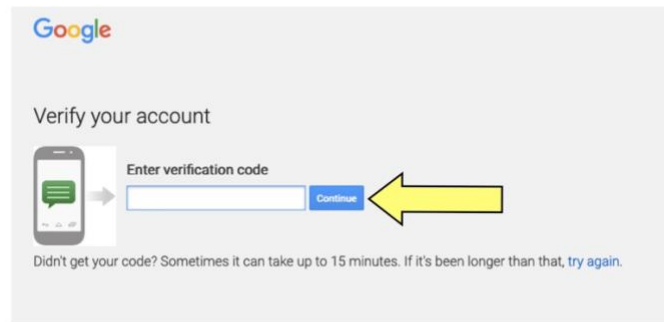 Google
Verify your account
Enter verification code
Continue
Didn't get your code? Sometimes it can take up to 15 minutes. If it's been longer than that, try again.